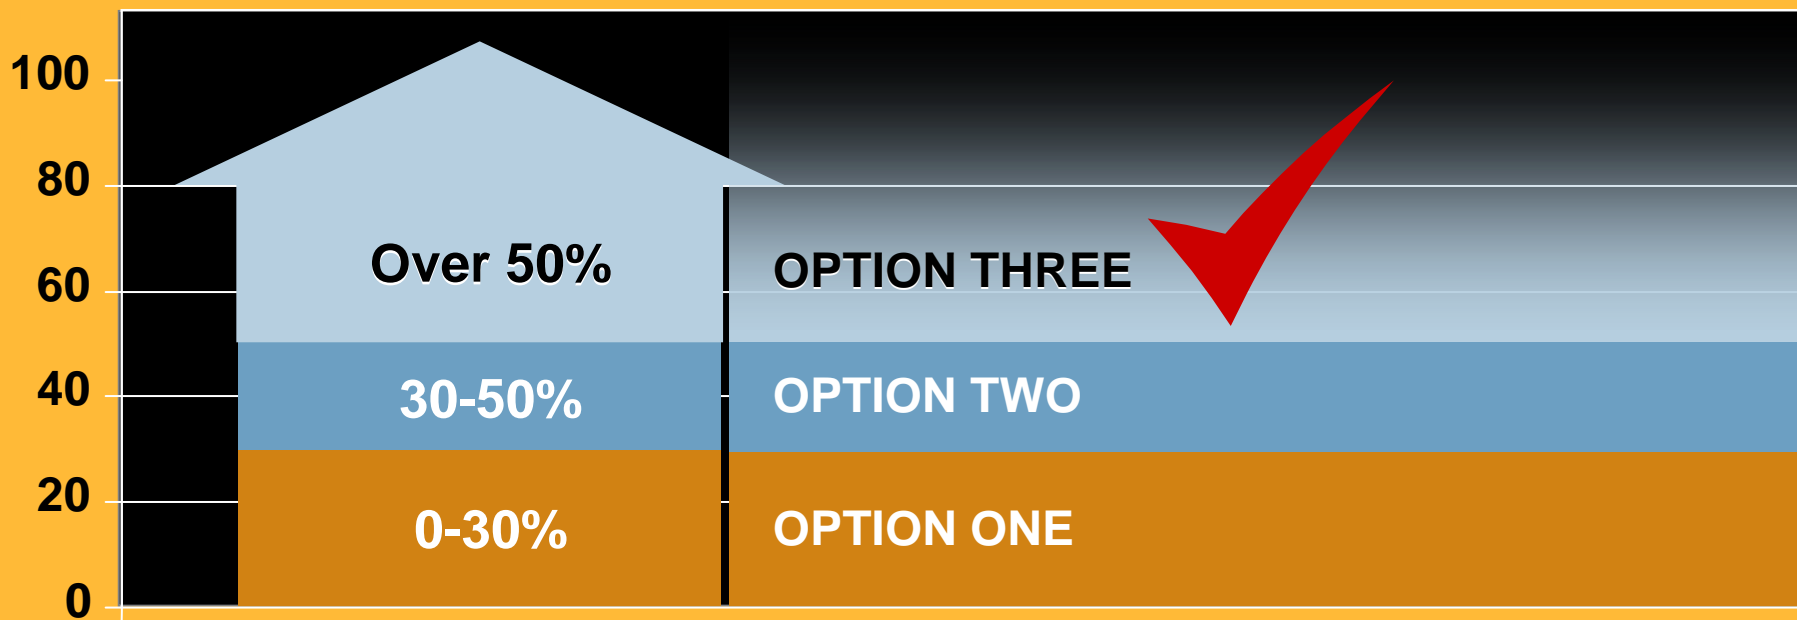 100
80
60
40
20
0
Over 50%
OPTION THREE
30-50%
OPTION TWO
0-30%
OPTION ONE